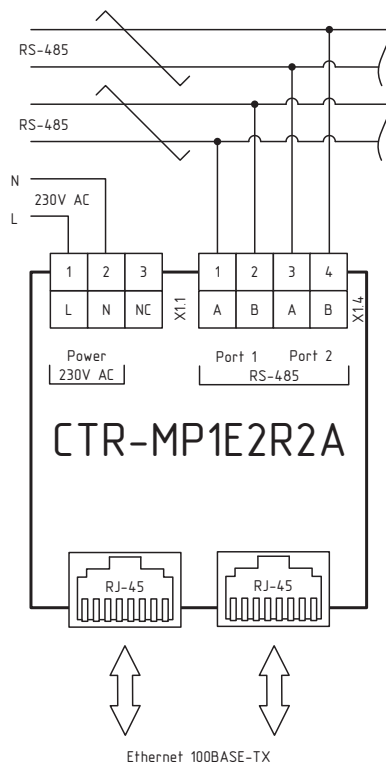 RS-485
RS-485
N
230V AC
L
1 2 3 1 2 3 4
L N NC X1.1 A B A B X1.4
Power Port 1 Port 2
230V AC RS-485
CTR-MP1E2R2A
RJ-45 RJ-45
Ethernet 100BASE-TX